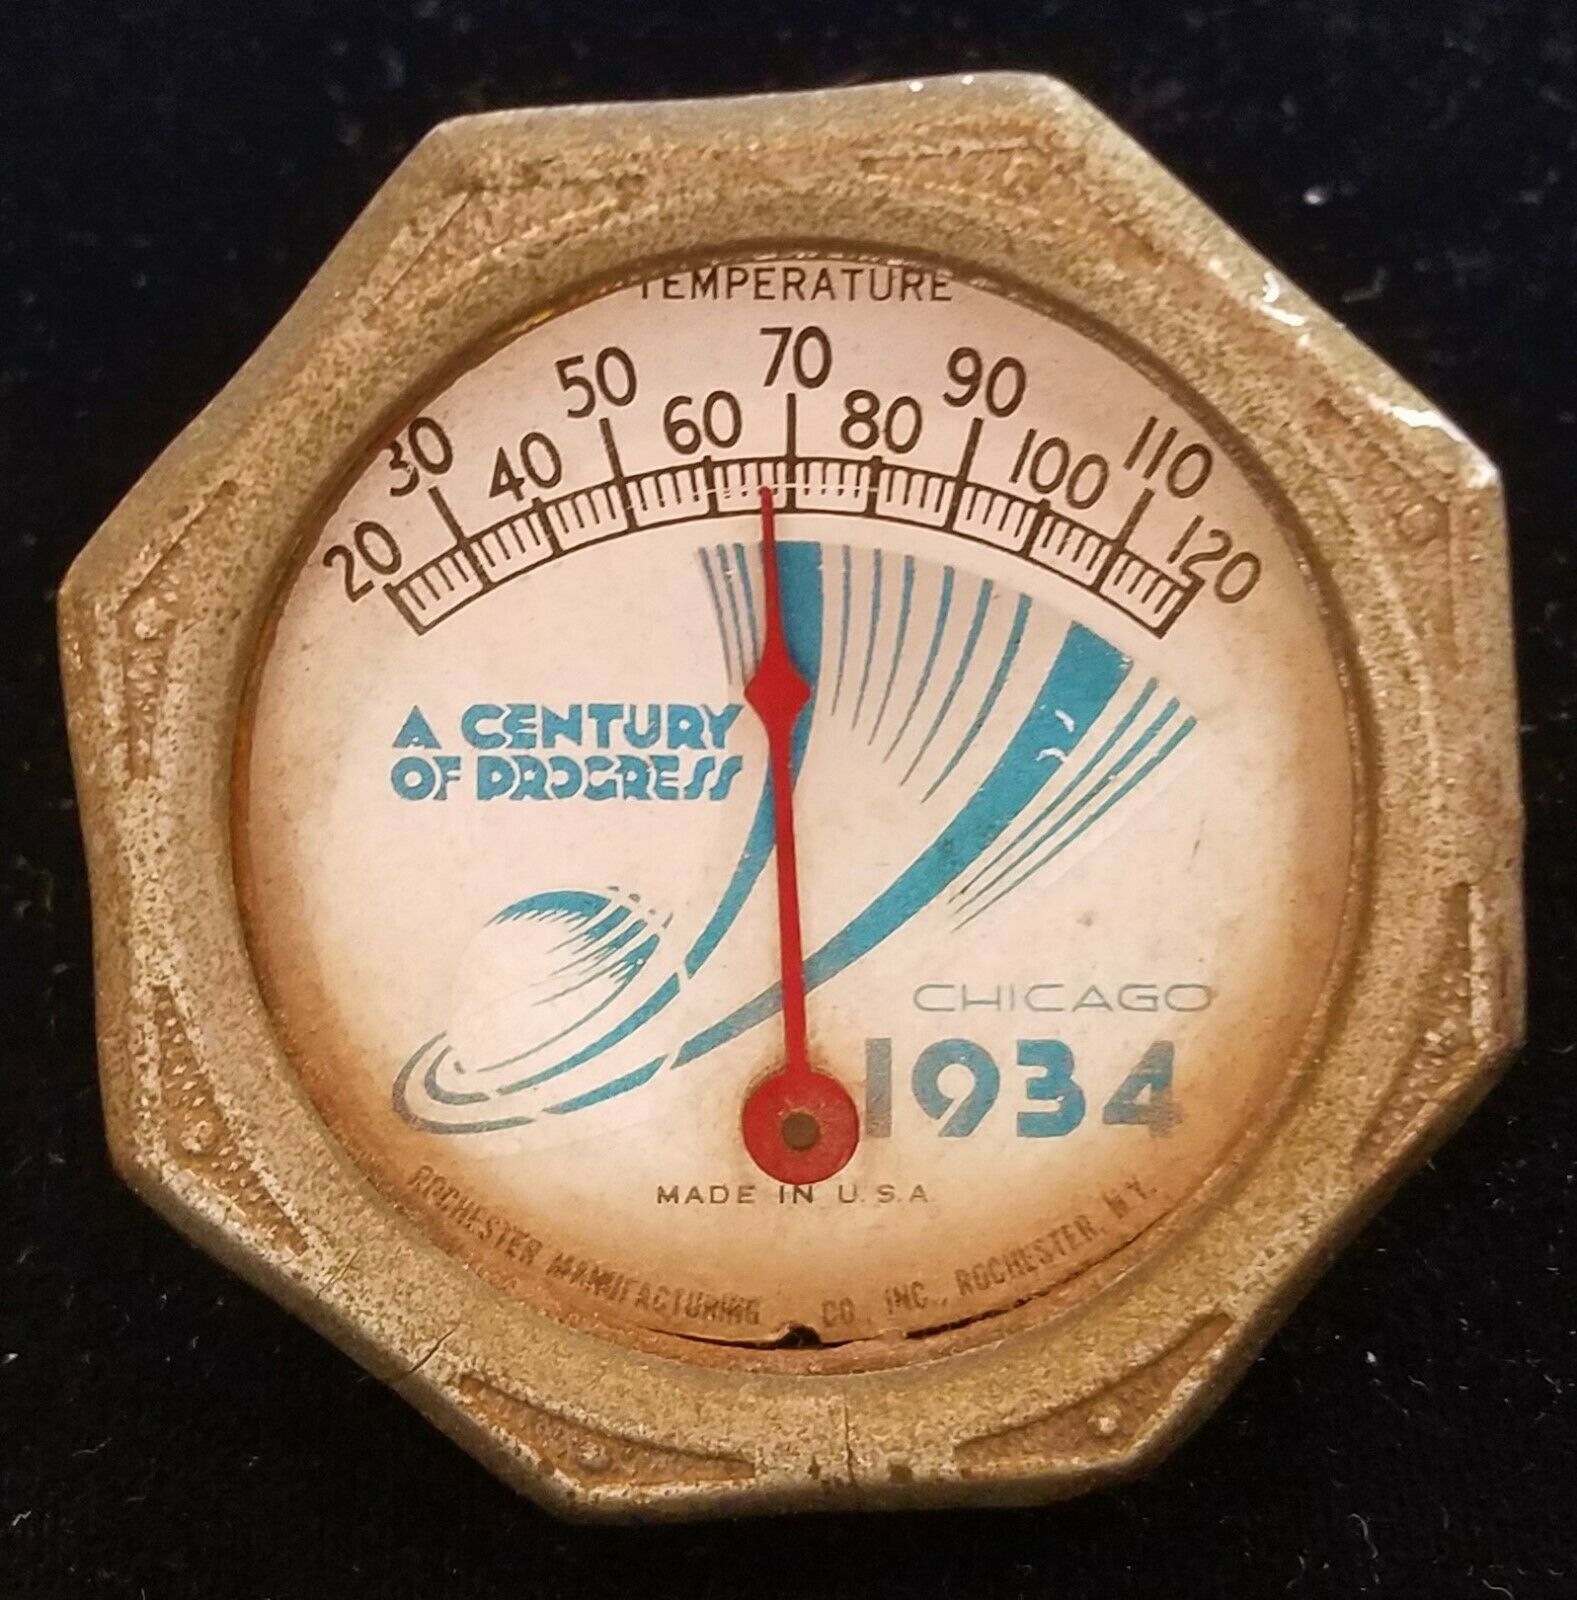 TEMPERATURE
20 30 40 50 60 70 80 90 100 110 120
A CENTURY
OF PROGRESS
CHICAGO
1934
MADE IN U.S.A.
ROCHESTER MANUFACTURING CO., INC., ROCHESTER, N.Y.